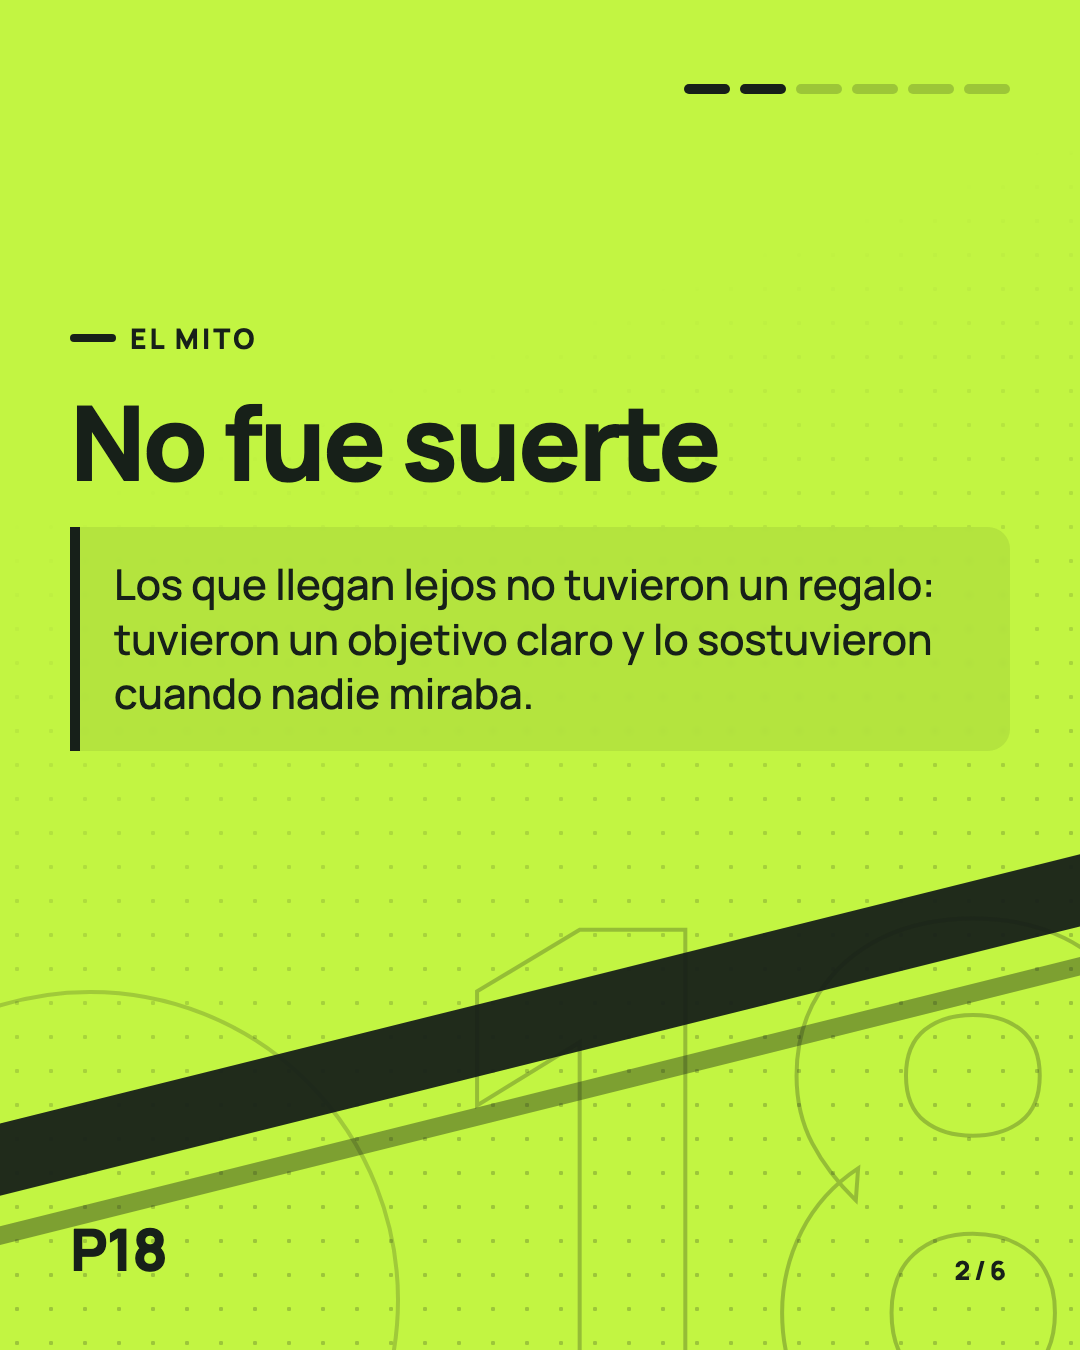 EL MITO
No fue suerte
Los que llegan lejos no tuvieron un regalo:
tuvieron un objetivo claro y lo sostuvieron
cuando nadie miraba.
18
P18
2/6